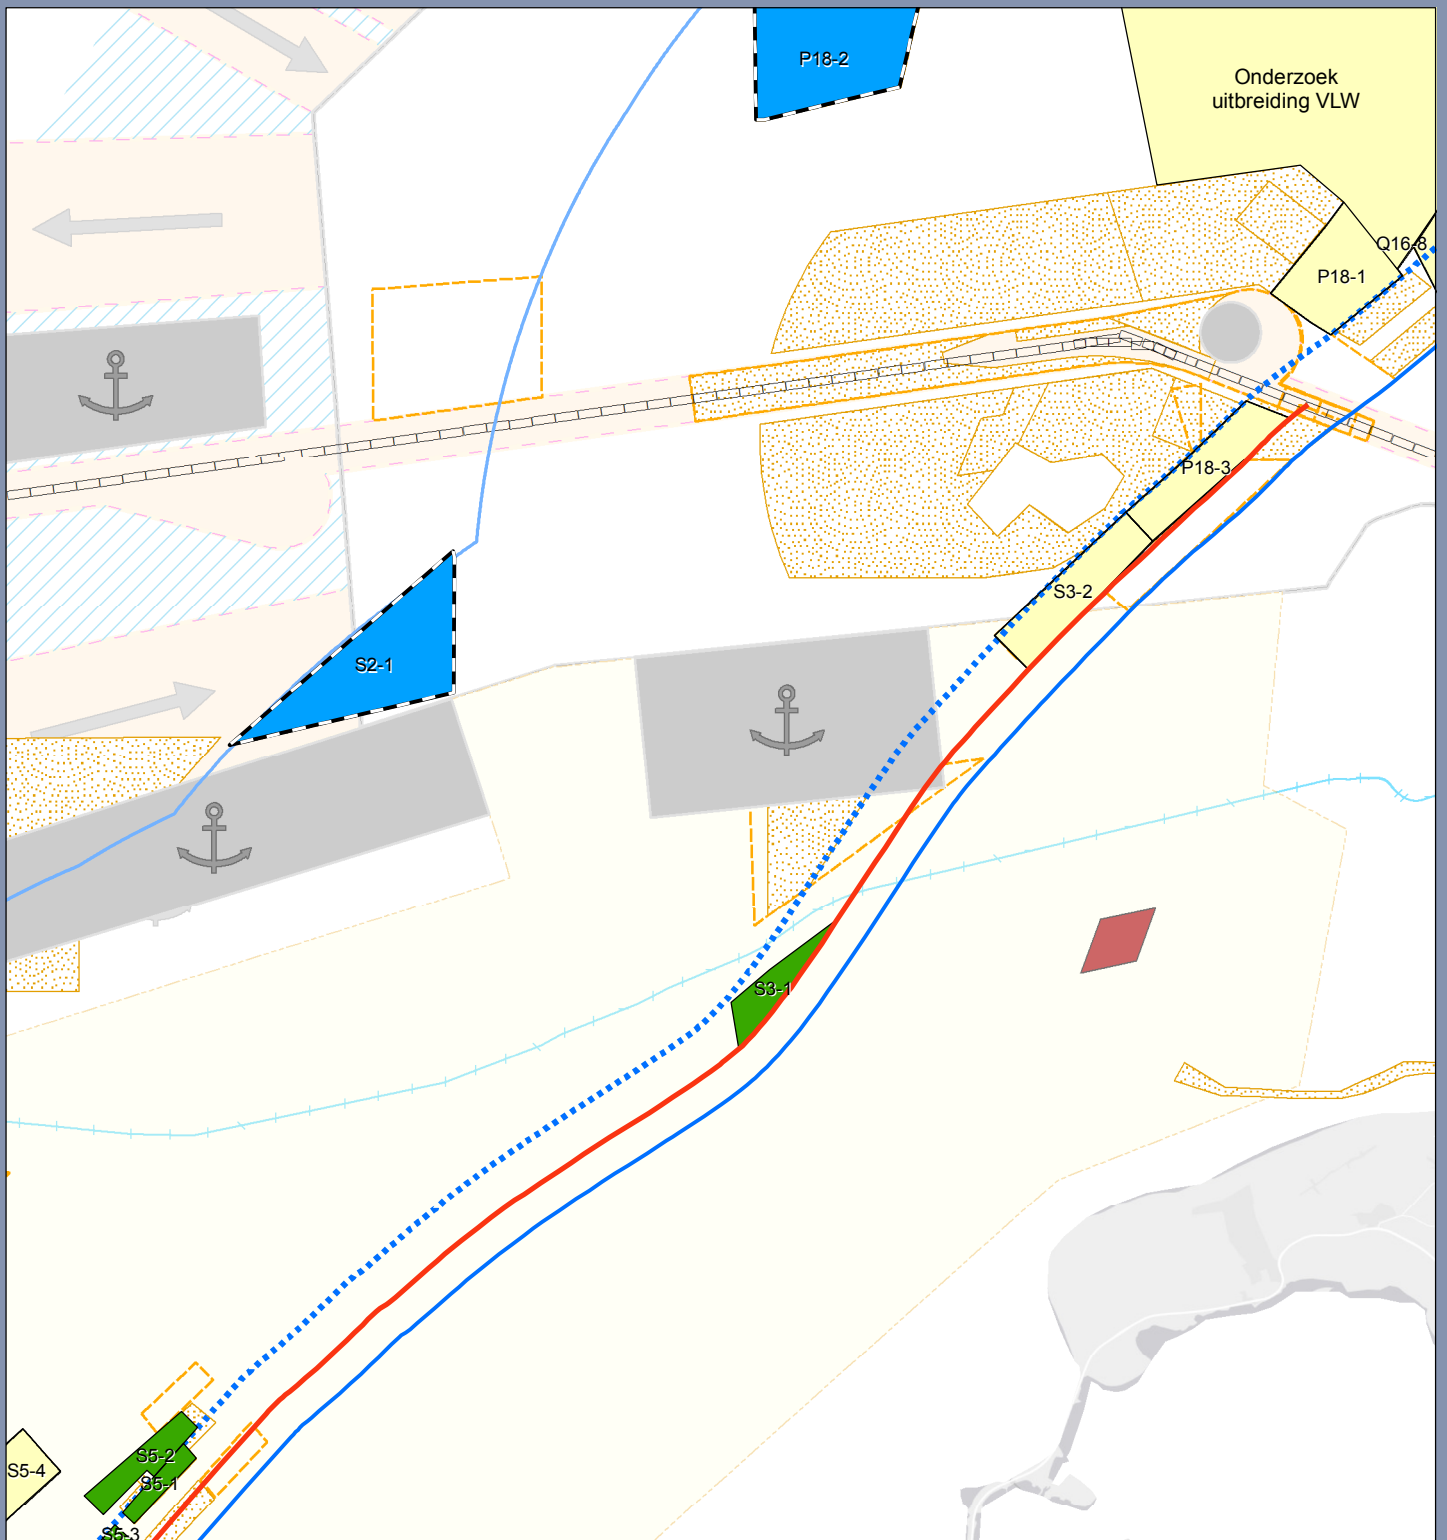 P18-2
Onderzoek
uitbreiding VLW
Q16-8
P18-1
P18-3
S3-2
S2-1
S3-1
S5-2
S5-4
S5-1
S5-3